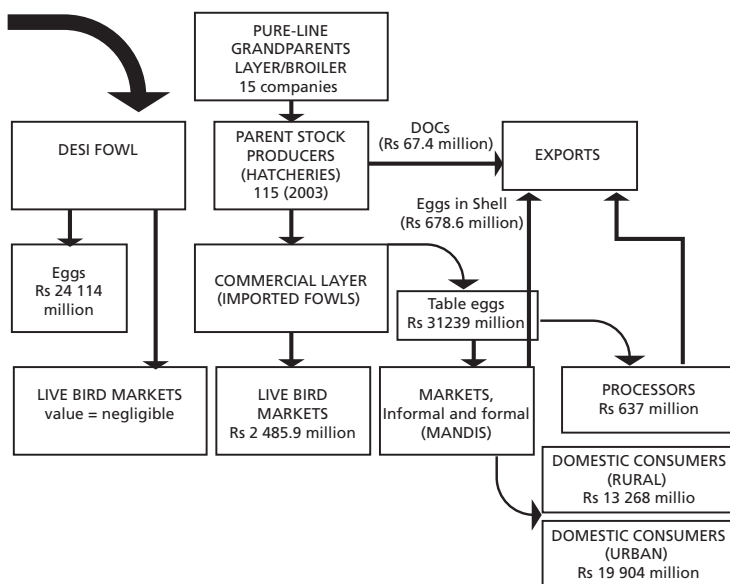 PURE-LINE
GRANDPARENTS
LAYER/BROILER
15 companies
DESI FOWL
PARENT STOCK
PRODUCERS
(HATCHERIES)
115 (2003)
DOCs
(Rs 67.4 million)
EXPORTS
Eggs in Shell
(Rs 678.6 million)
Eggs
Rs 24 114
million
COMMERCIAL LAYER
(IMPORTED FOWLS)
Table eggs
Rs 31239 million
LIVE BIRD MARKETS
value = negligible
LIVE BIRD
MARKETS
Rs 2 485.9 million
MARKETS,
Informal and formal
(MANDIS)
PROCESSORS
Rs 637 million
DOMESTIC CONSUMERS
(RURAL)
Rs 13 268 millio
DOMESTIC CONSUMERS
(URBAN)
Rs 19 904 million